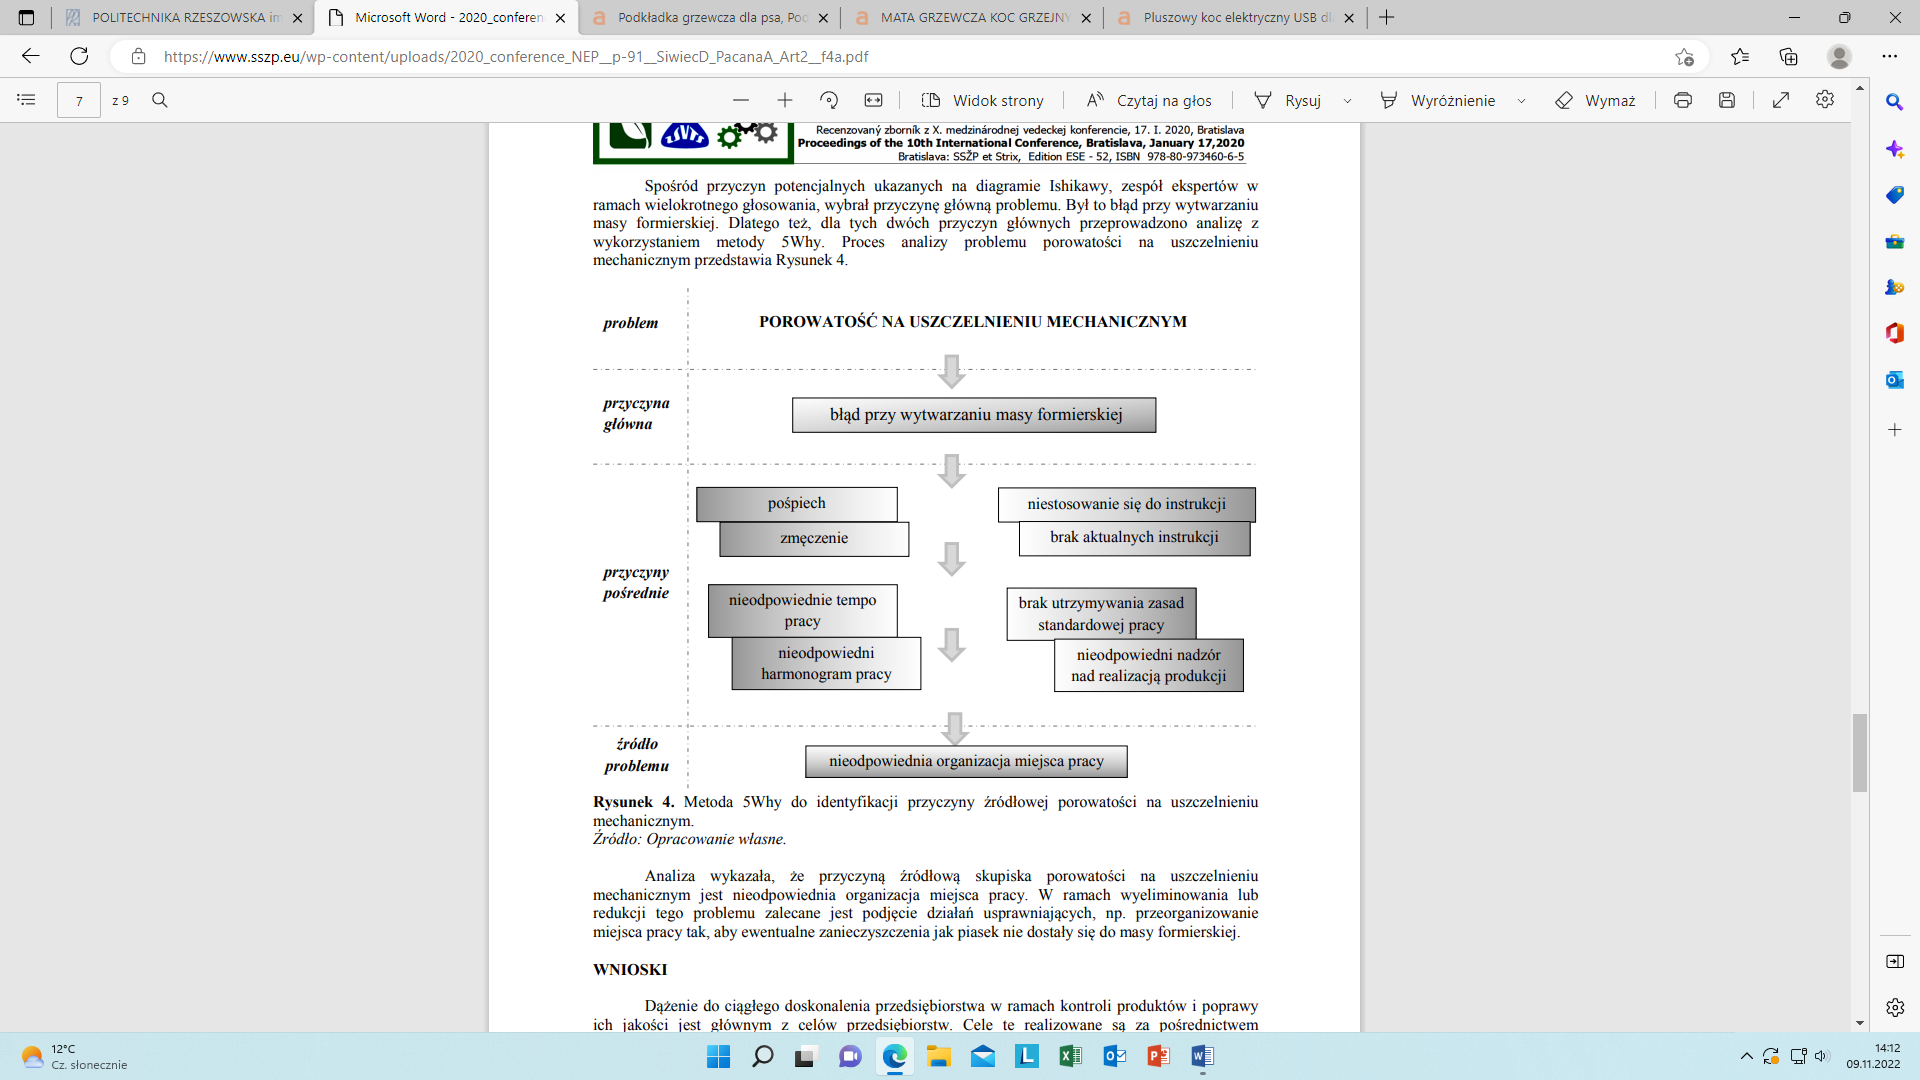 POLITECHNIKA RZESZOWSKA im
Microsoft Word - 2020_conferen
Podkładka grzewcza dla psa, Pod
MATA GRZEWCZA KOC GRZEJNY
Pluszowy koc elektryczny USB dl
https://www.sszp.eu/wp-content/uploads/2020_conference_NEP__p-91__SiwiecD_PacanaA_Art2__f4a.pdf
7 z 9 Widok strony Czytaj na głos Rysuj Wyróżnienie Wymaż
Recenzovaný zborník z X. medzinárodnej vedeckej konferencie, 17. I. 2020, Bratislava
Proceedings of the 10th International Conference, Bratislava, January 17,2020
Bratislava: SSŽP et Strix, Edition ESE - 52, ISBN 978-80-973460-6-5
Spośród przyczyn potencjalnych ukazanych na diagramie Ishikawy, zespół ekspertów w
ramach wielokrotnego głosowania, wybrał przyczynę główną problemu. Był to błąd przy wytwarzaniu
masy formierskiej. Dlatego też, dla tych dwóch przyczyn głównych przeprowadzono analizę z
wykorzystaniem metody 5Why. Proces analizy problemu porowatości na uszczelnieniu
mechanicznym przedstawia Rysunek 4.
problem
POROWATOŚĆ NA USZCZELNIENIU MECHANICZNYM
przyczyna
główna
błąd przy wytwarzaniu masy formierskiej
pośpiech
zmęczenie
niestosowanie się do instrukcji
brak aktualnych instrukcji
przyczyny
pośrednie
nieodpowiednie tempo
pracy
nieodpowiedni
harmonogram pracy
brak utrzymywania zasad
standardowej pracy
nieodpowiedni nadzór
nad realizacją produkcji
źródło
problemu
nieodpowiednia organizacja miejsca pracy
Rysunek 4. Metoda 5Why do identyfikacji przyczyny źródłowej porowatości na uszczelnieniu
mechanicznym.
Źródło: Opracowanie własne.
Analiza wykazała, że przyczyną źródłową skupiska porowatości na uszczelnieniu
mechanicznym jest nieodpowiednia organizacja miejsca pracy. W ramach wyeliminowania lub
redukcji tego problemu zalecane jest podjęcie działań usprawniających, np. przeorganizowanie
miejsca pracy tak, aby ewentualne zanieczyszczenia jak piasek nie dostały się do masy formierskiej.
WNIOSKI
Dążenie do ciągłego doskonalenia przedsiębiorstwa w ramach kontroli produktów i poprawy
ich jakości jest głównym z celów przedsiębiorstw. Cele te realizowane są za pośrednictwem
12°C
Cz. słonecznie
14:12
09.11.2022